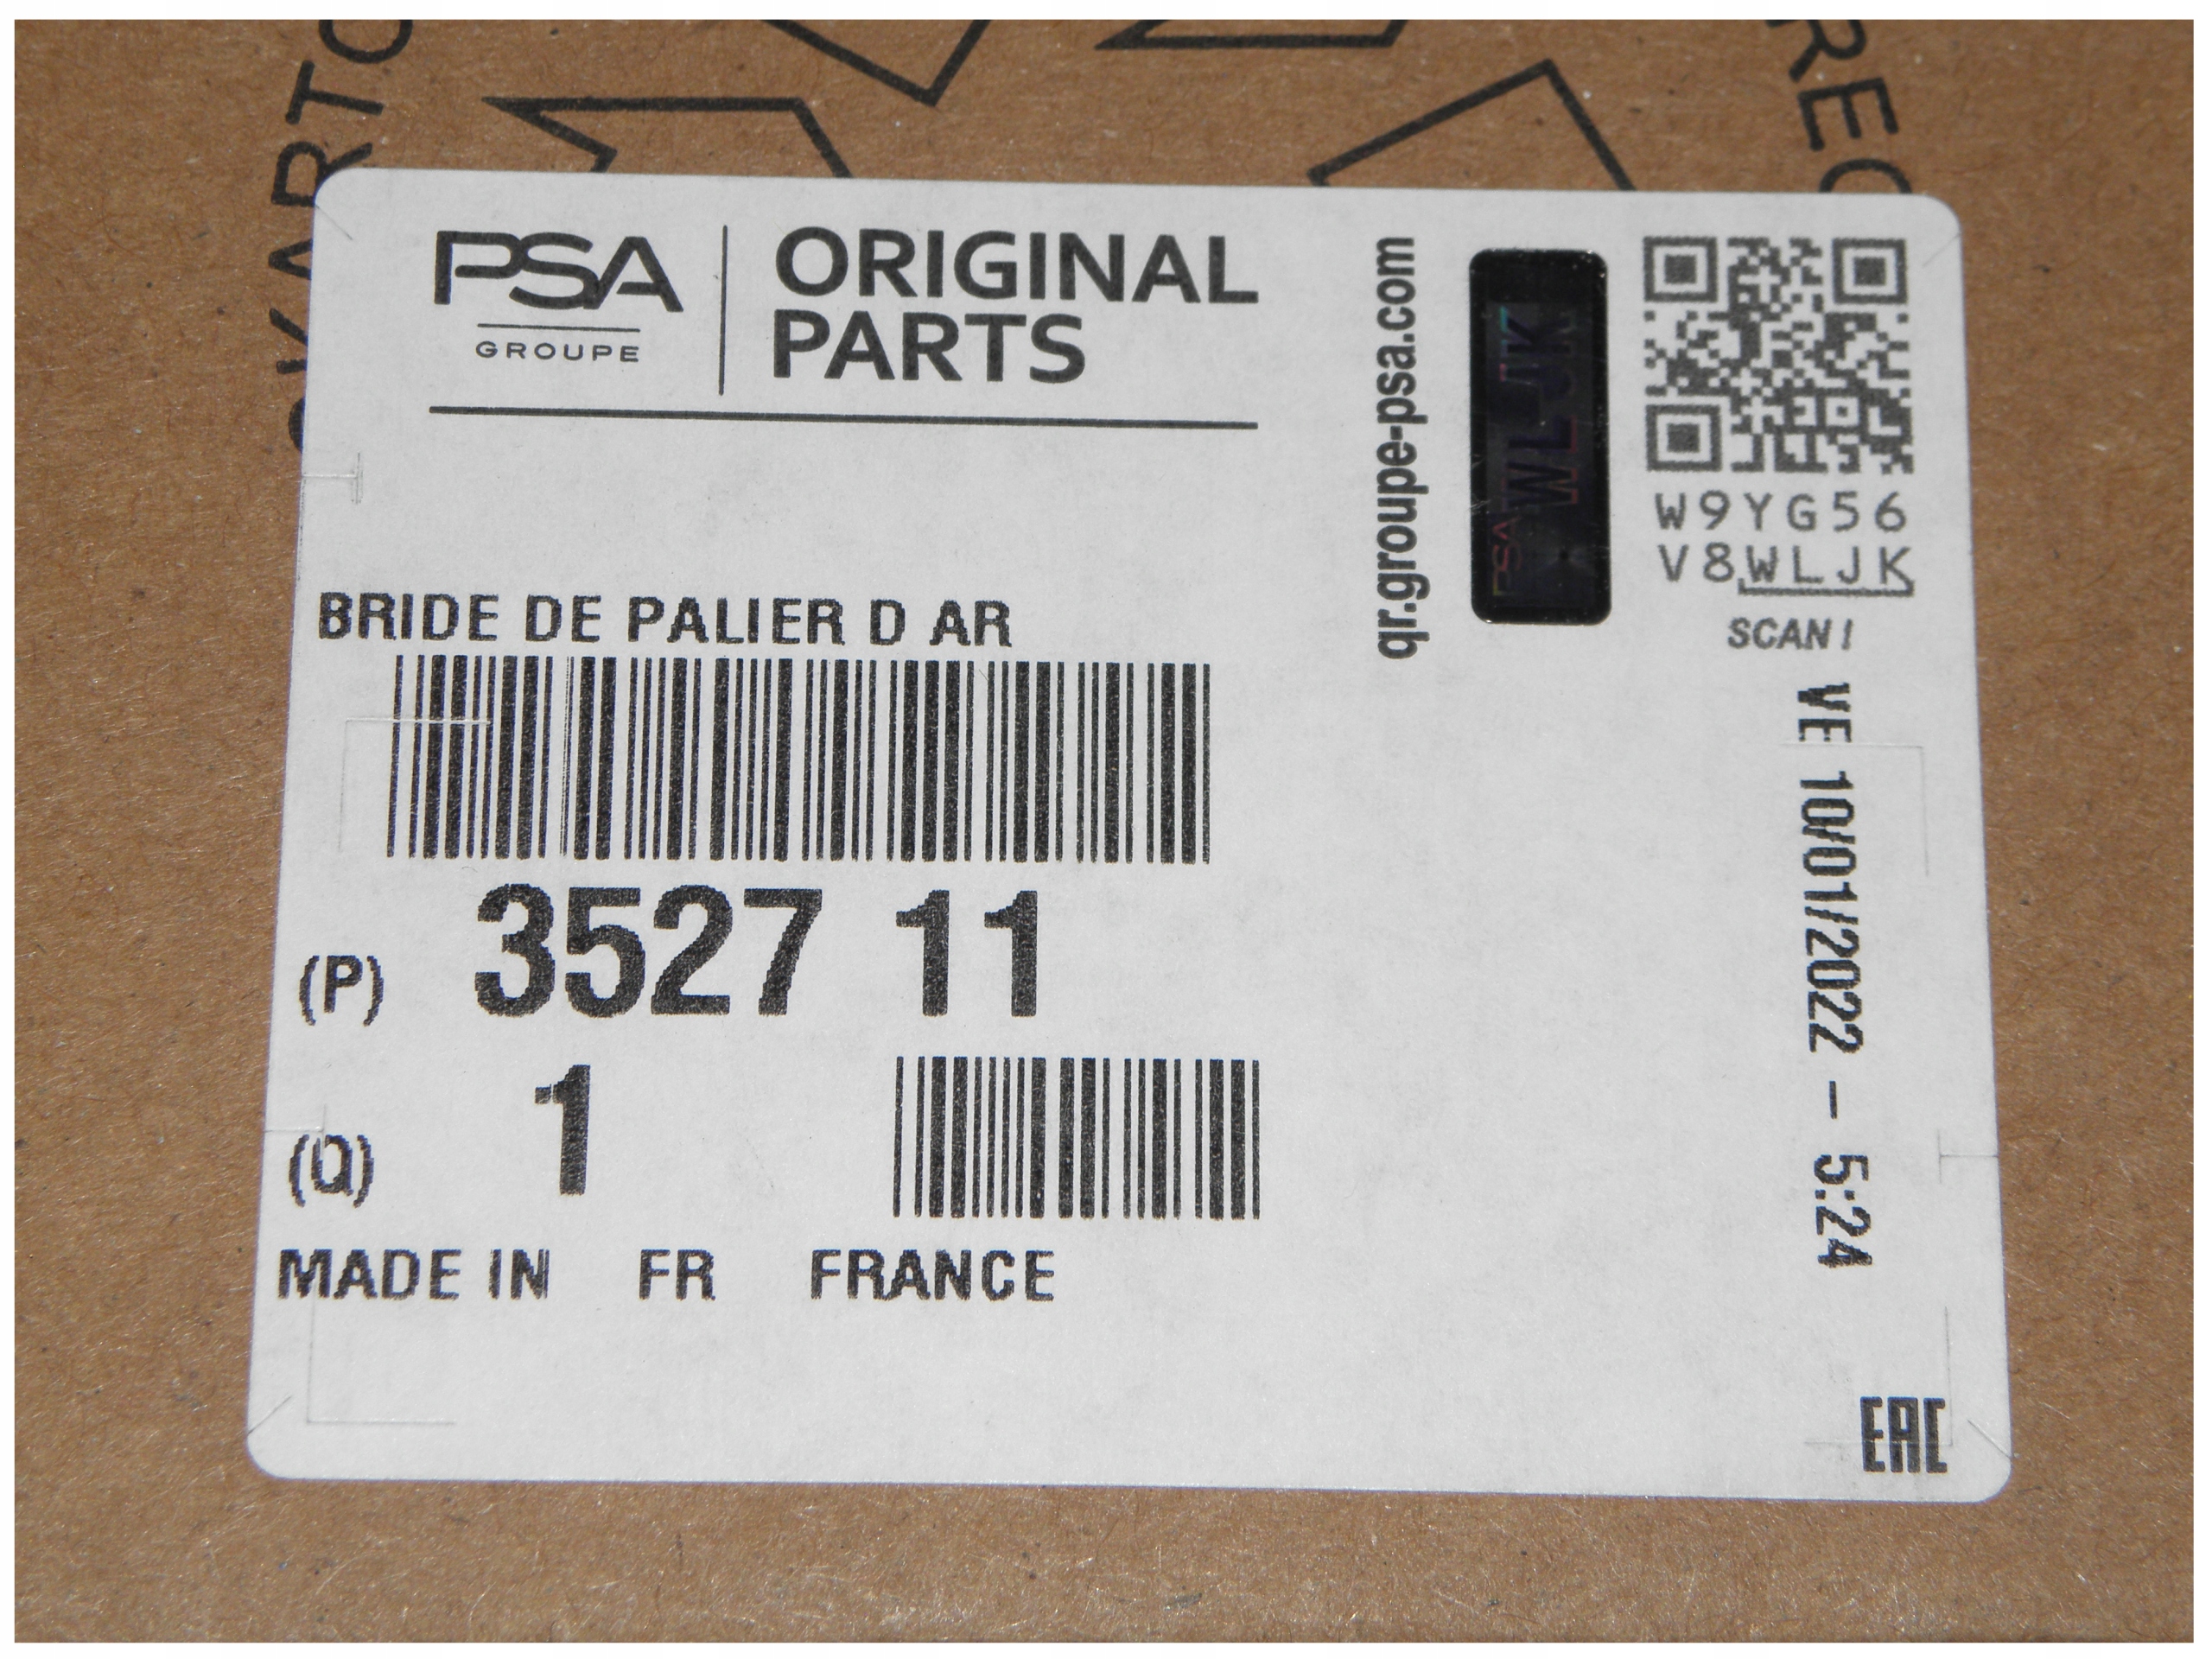 PSA
GROUPE
ORIGINAL
PARTS
qr.groupe-psa.com
PSA WLJK
W9YG56
V8WLJK
SCAN!
BRIDE DE PALIER D AR
(P) 3527 11
(Q) 1
MADE IN FR FRANCE
VE 10/01/2022 - 5:24
EAC